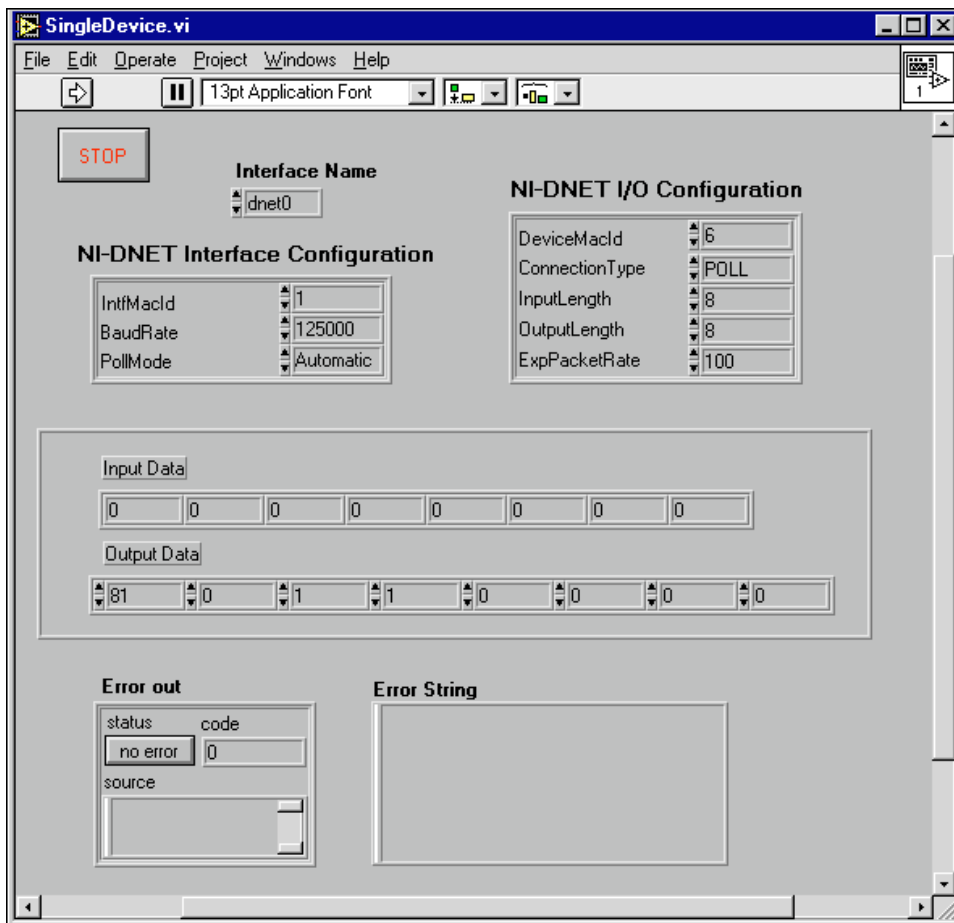 SingleDevice.vi
File Edit Operate Project Windows Help
13pt Application Font
1
STOP
Interface Name
dnet0
NI-DNET Interface Configuration
IntfMacId 1
BaudRate 125000
PollMode Automatic
NI-DNET I/O Configuration
DeviceMacId 6
ConnectionType POLL
InputLength 8
OutputLength 8
ExpPacketRate 100
Input Data
0 0 0 0 0 0 0 0
Output Data
81 0 1 1 0 0 0 0
Error out
status code
no error 0
source
Error String